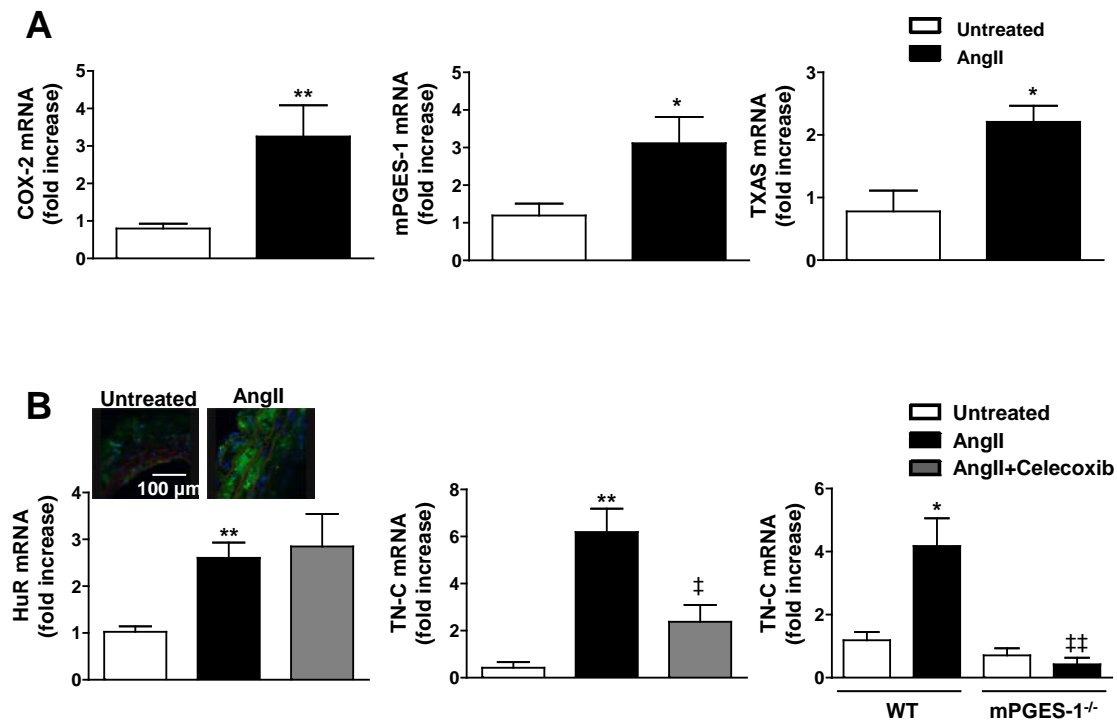 A
Untreated
AngII
COX-2 mRNA
(fold increase)
5
4
3
2
1
0
**
mPGES-1 mRNA
(fold increase)
5
4
3
2
1
0
*
TXAS mRNA
(fold increase)
3
2
1
0
*
B
Untreated
AngII
100 µm
Untreated
AngII
AngII+Celecoxib
HuR mRNA
(fold increase)
4
3
2
1
0
**
TN-C mRNA
(fold increase)
8
6
4
2
0
**
‡
TN-C mRNA
(fold increase)
6
4
2
0
*
‡‡
WT
mPGES-1-/-